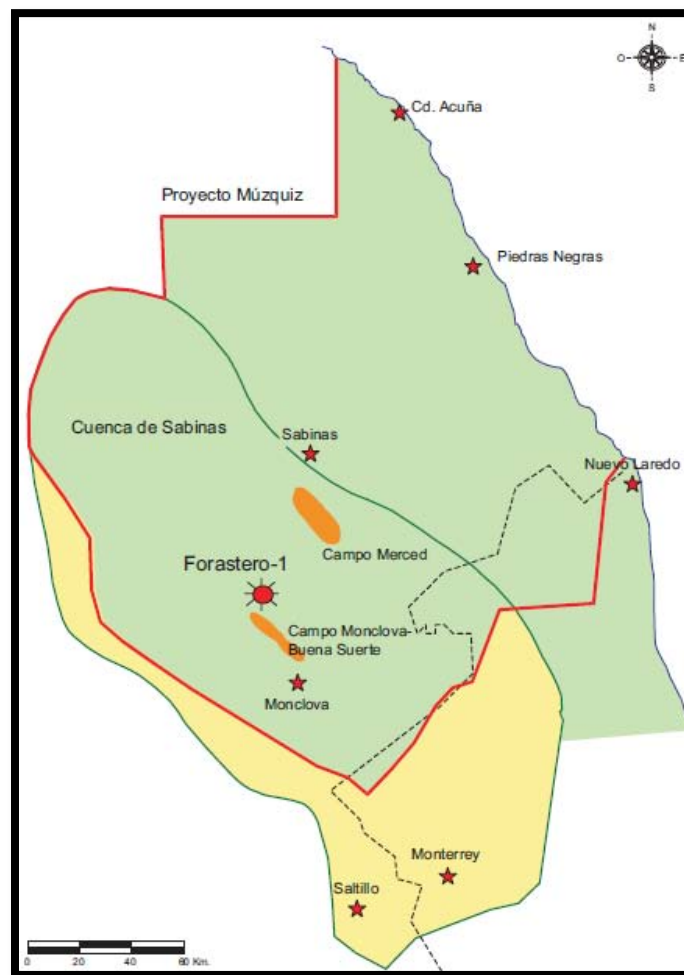 N
O
E
S
Cd. Acuña
Proyecto Múzquiz
Piedras Negras
Cuenca de Sabinas
Sabinas
Nuevo Laredo
Campo Merced
Forastero-1
Campo Monclova-
Buena Suerte
Monclova
Monterrey
Saltillo
0 20 40 60 Km.